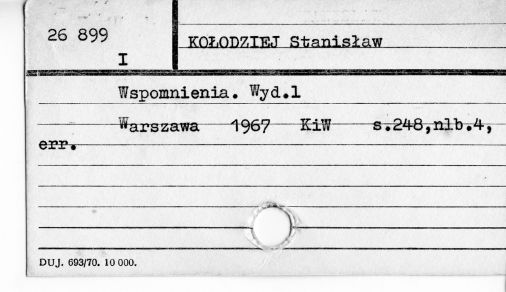 26 899
I
KOŁODZIEJ Stanisław
Wspomnienia. Wyd.1
Warszawa 1967 KiW s.248,nlb.4,
err.
DUJ. 693/70. 10 000.